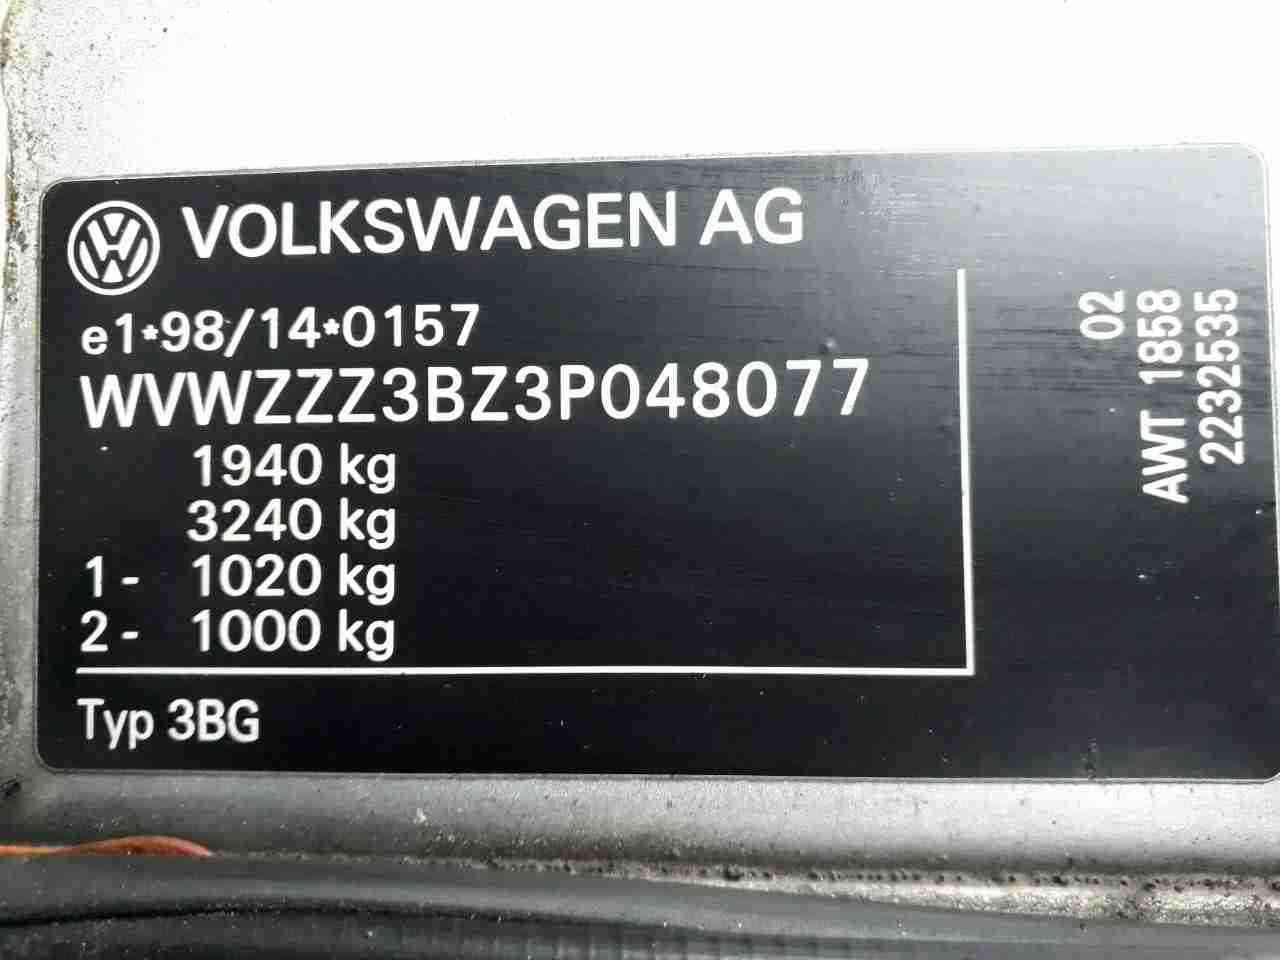 VOLKSWAGEN AG
e1*98/14*0157
WVWZZZ3BZ3P048077
1940 kg
3240 kg
1- 1020 kg
2- 1000 kg
Typ 3BG
02
AWT 1858
2232535